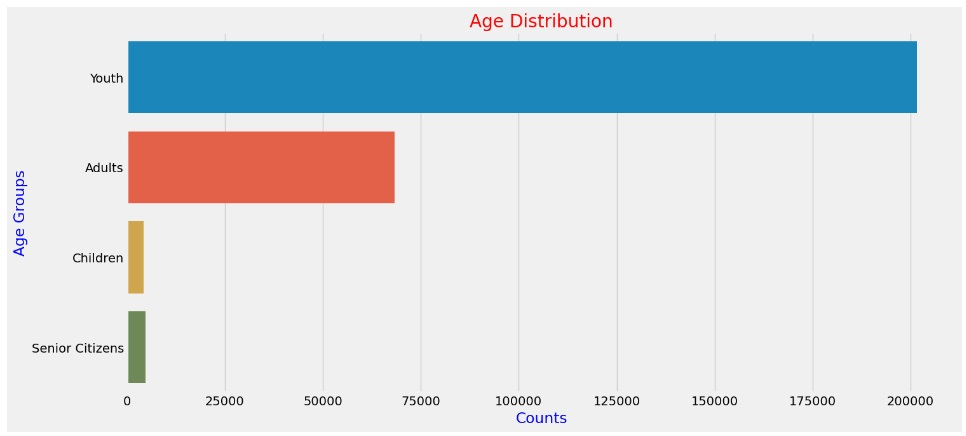 Age Distribution
Youth
Adults
Children
Senior Citizens
Age Groups
0 25000 50000 75000 100000 125000 150000 175000 200000
Counts